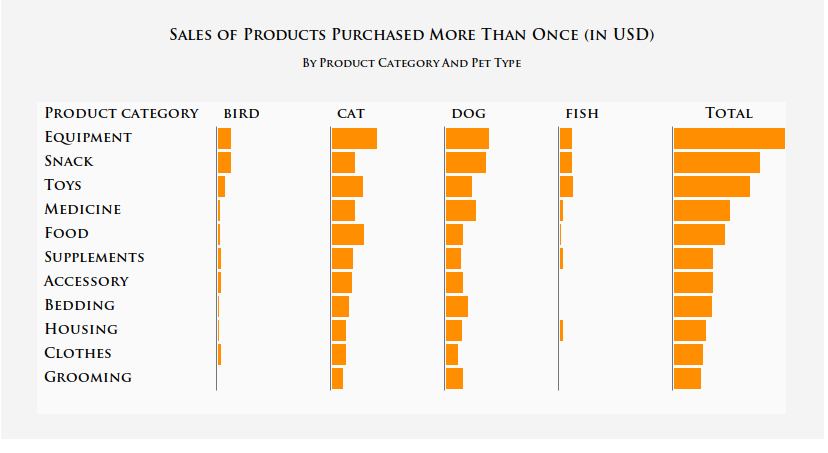 Sales of Products Purchased More Than Once (in USD)
By Product Category And Pet Type
Product category bird cat dog fish Total
Equipment
Snack
Toys
Medicine
Food
Supplements
Accessory
Bedding
Housing
Clothes
Grooming